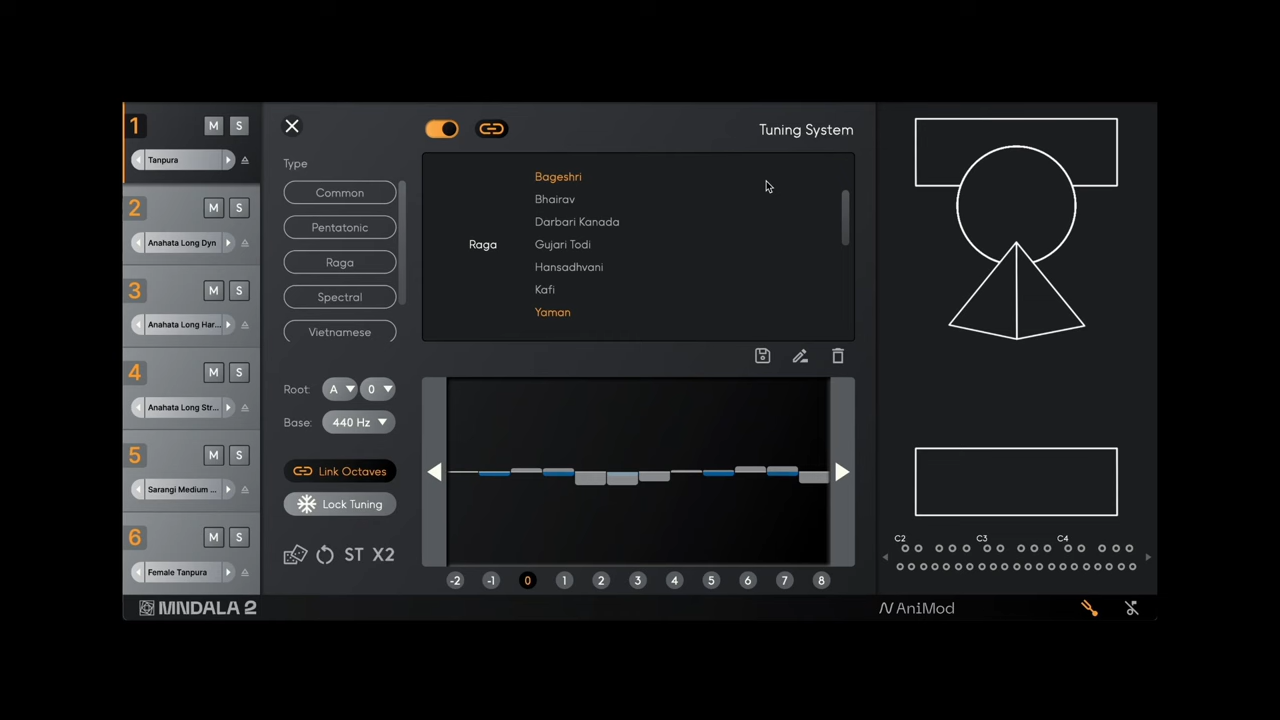 1 M S
Tanpura
2 M S
Anahata Long Dyn
3 M S
Anahata Long Har...
4 M S
Anahata Long Str...
5 M S
Sarangi Medium ...
6 M S
Female Tanpura
Type
Common
Pentatonic
Raga
Spectral
Vietnamese
Root: A 0
Base: 440 Hz
Link Octaves
Lock Tuning
ST X2
Tuning System
Raga
Bageshri
Bhairav
Darbari Kanada
Gujari Todi
Hansadhvani
Kafi
Yaman
-2 -1 0 1 2 3 4 5 6 7 8
C2 C3 C4
MNDALA 2
AniMod